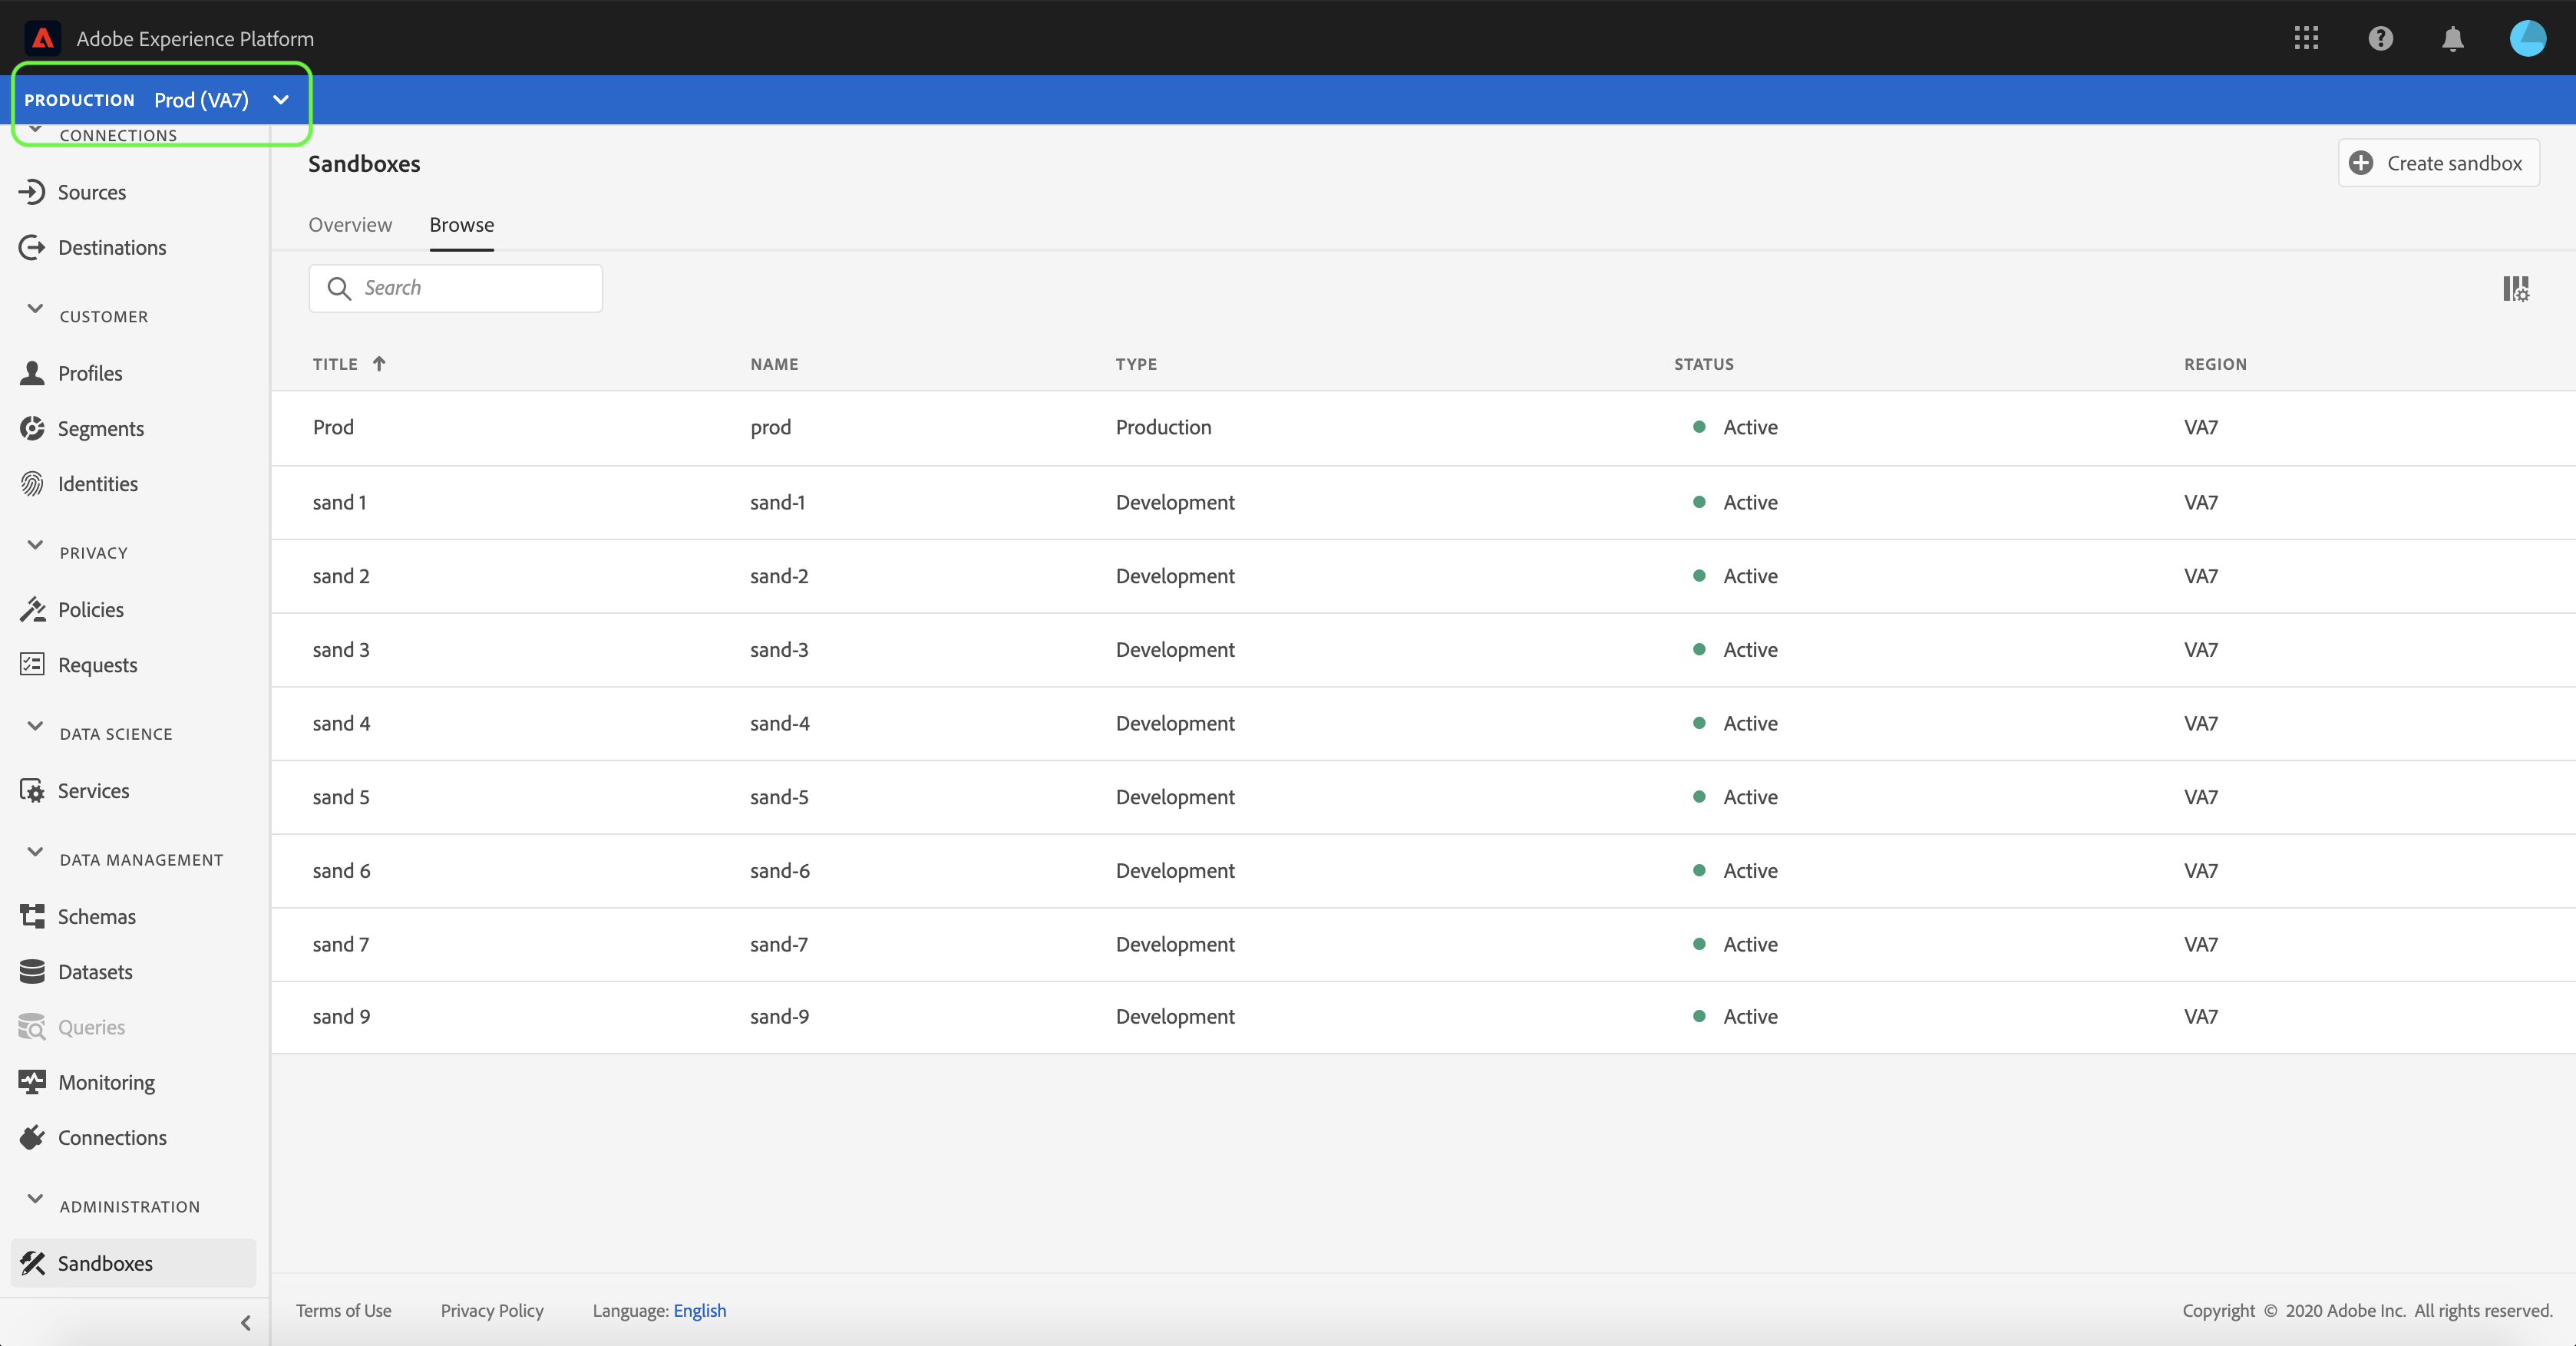 Adobe Experience Platform
PRODUCTION Prod (VA7)
CONNECTIONS
Sources
Destinations
CUSTOMER
Profiles
Segments
Identities
PRIVACY
Policies
Requests
DATA SCIENCE
Services
DATA MANAGEMENT
Schemas
Datasets
Queries
Monitoring
Connections
ADMINISTRATION
Sandboxes
Sandboxes
Create sandbox
Overview Browse
Search
TITLE NAME TYPE STATUS REGION
Prod prod Production Active VA7
sand 1 sand-1 Development Active VA7
sand 2 sand-2 Development Active VA7
sand 3 sand-3 Development Active VA7
sand 4 sand-4 Development Active VA7
sand 5 sand-5 Development Active VA7
sand 6 sand-6 Development Active VA7
sand 7 sand-7 Development Active VA7
sand 9 sand-9 Development Active VA7
Terms of Use Privacy Policy Language: English Copyright © 2020 Adobe Inc. All rights reserved.